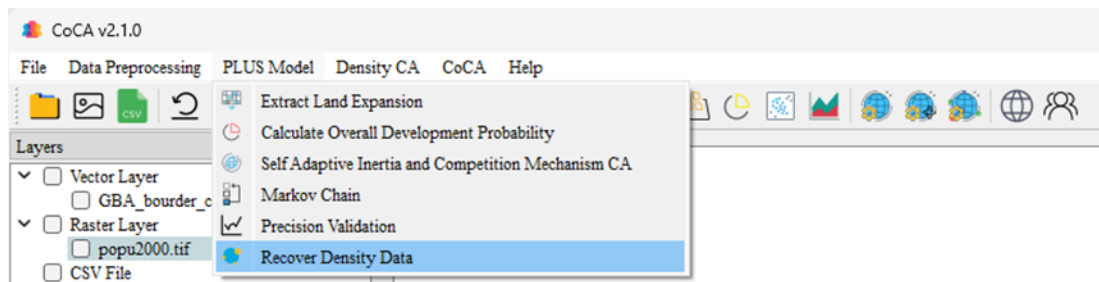 CoCA v2.1.0
File Data Preprocessing PLUS Model Density CA CoCA Help
CSV
Extract Land Expansion
Calculate Overall Development Probability
Layers
Self Adaptive Inertia and Competition Mechanism CA
Vector Layer
GBA_bourder_c
Markov Chain
Raster Layer
Precision Validation
popu2000.tif
Recover Density Data
CSV File